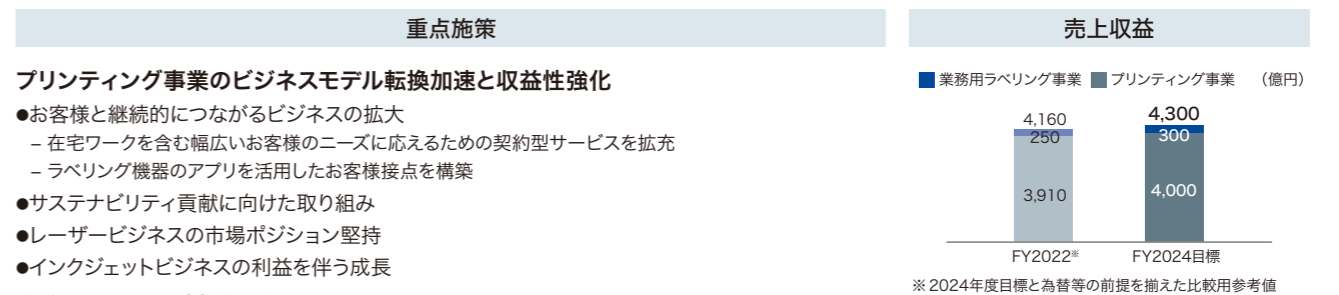 重点施策
プリンティング事業のビジネスモデル転換加速と収益性強化
●お客様と継続的につながるビジネスの拡大
– 在宅ワークを含む幅広いお客様のニーズに応えるための契約型サービスを拡充
– ラベリング機器のアプリを活用したお客様接点を構築
●サステナビリティ貢献に向けた取り組み
●レーザービジネスの市場ポジション堅持
●インクジェットビジネスの利益を伴う成長
売上収益
業務用ラベリング事業 プリンティング事業 （億円）
4,160 4,300
250 300
3,910 4,000
FY2022※ FY2024目標
※2024年度目標と為替等の前提を揃えた比較用参考値